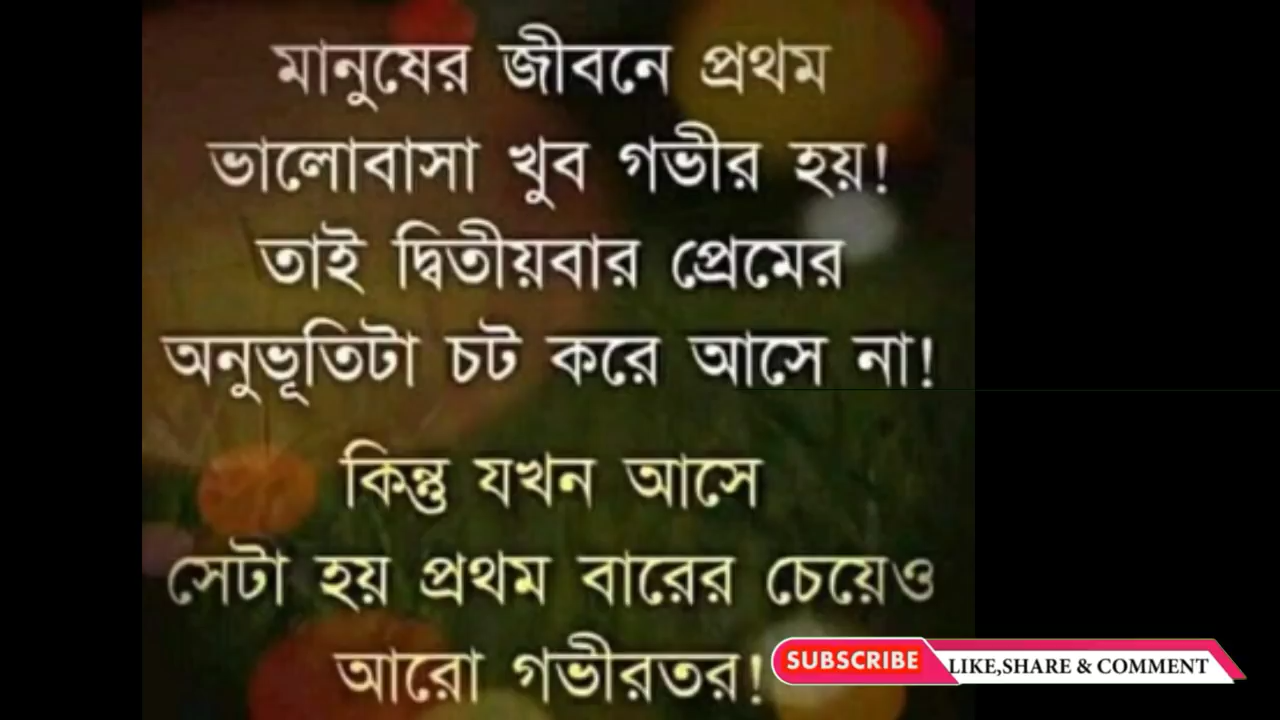 মানুষের জীবনে প্রথম
ভালোবাসা খুব গভীর হয়!
তাই দ্বিতীয়বার প্রেমের
অনুভূতিটা চট করে আসে না!
কিন্তু যখন আসে
সেটা হয় প্রথম বারের চেয়েও
আরো গভীরতর!
SUBSCRIBE LIKE,SHARE & COMMENT